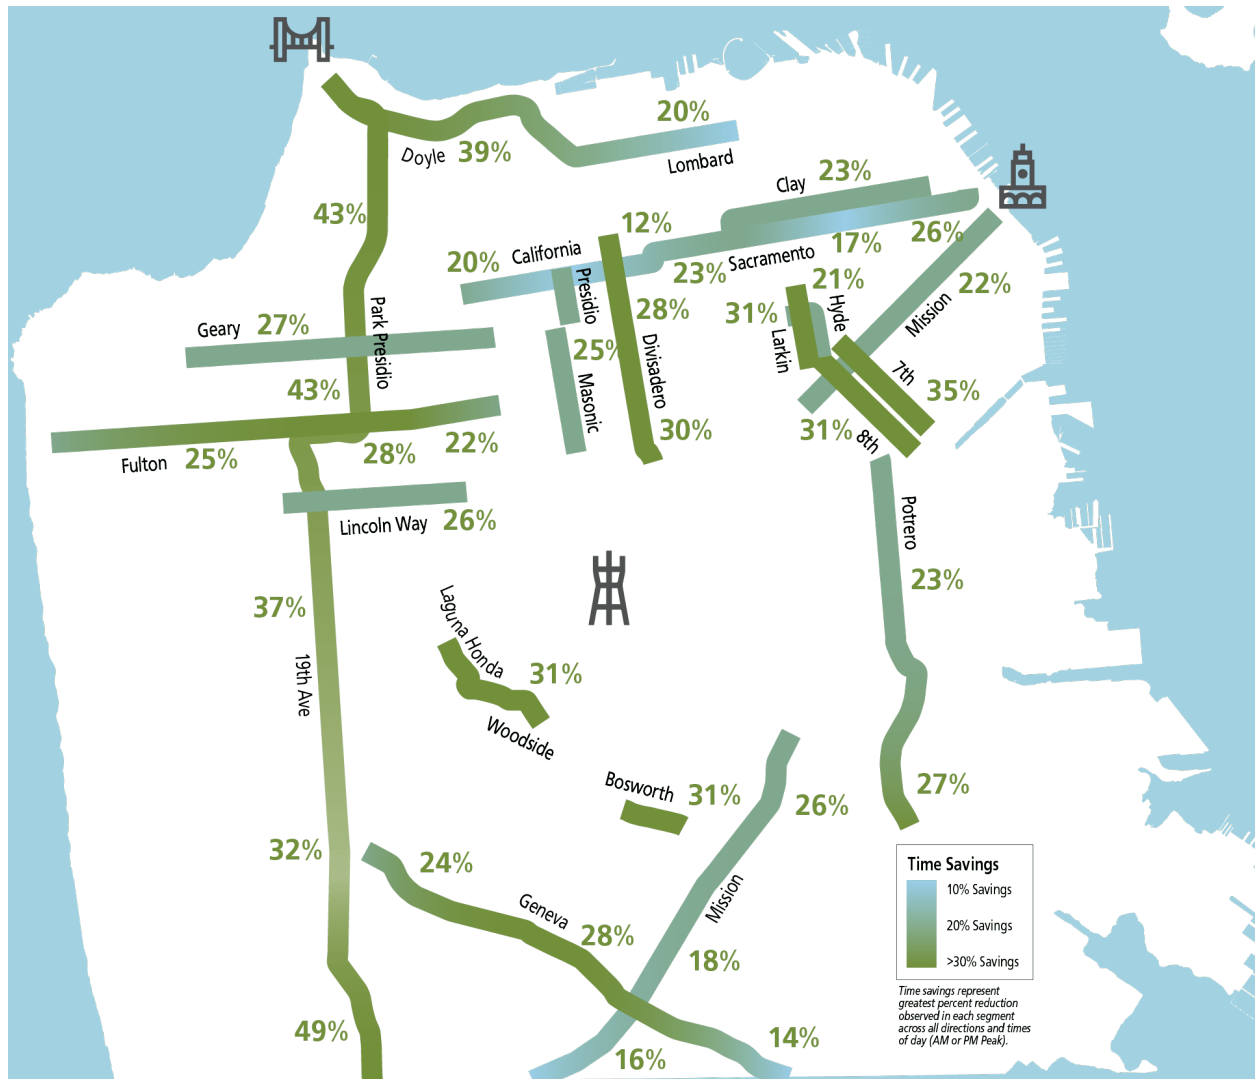 20%
Doyle 39%
Lombard
Clay 23%
43%
12%
California
20%
26%
17%
Sacramento
23%
Presidio
21%
22%
Hyde
Mission
28%
31%
Larkin
Geary 27%
Park Presidio
25%
Divisadero
Masonic
7th
35%
43%
30%
31%
8th
22%
28%
Fulton 25%
Lincoln Way 26%
Potrero
23%
37%
Laguna Honda
19th Ave
31%
Woodside
Bosworth 31%
26%
27%
32%
24%
Mission
Geneva
28%
18%
49%
16%
14%
Time Savings
10% Savings
20% Savings
>30% Savings
Time savings represent
greatest percent reduction
observed in each segment
across all directions and times
of day (AM or PM Peak).